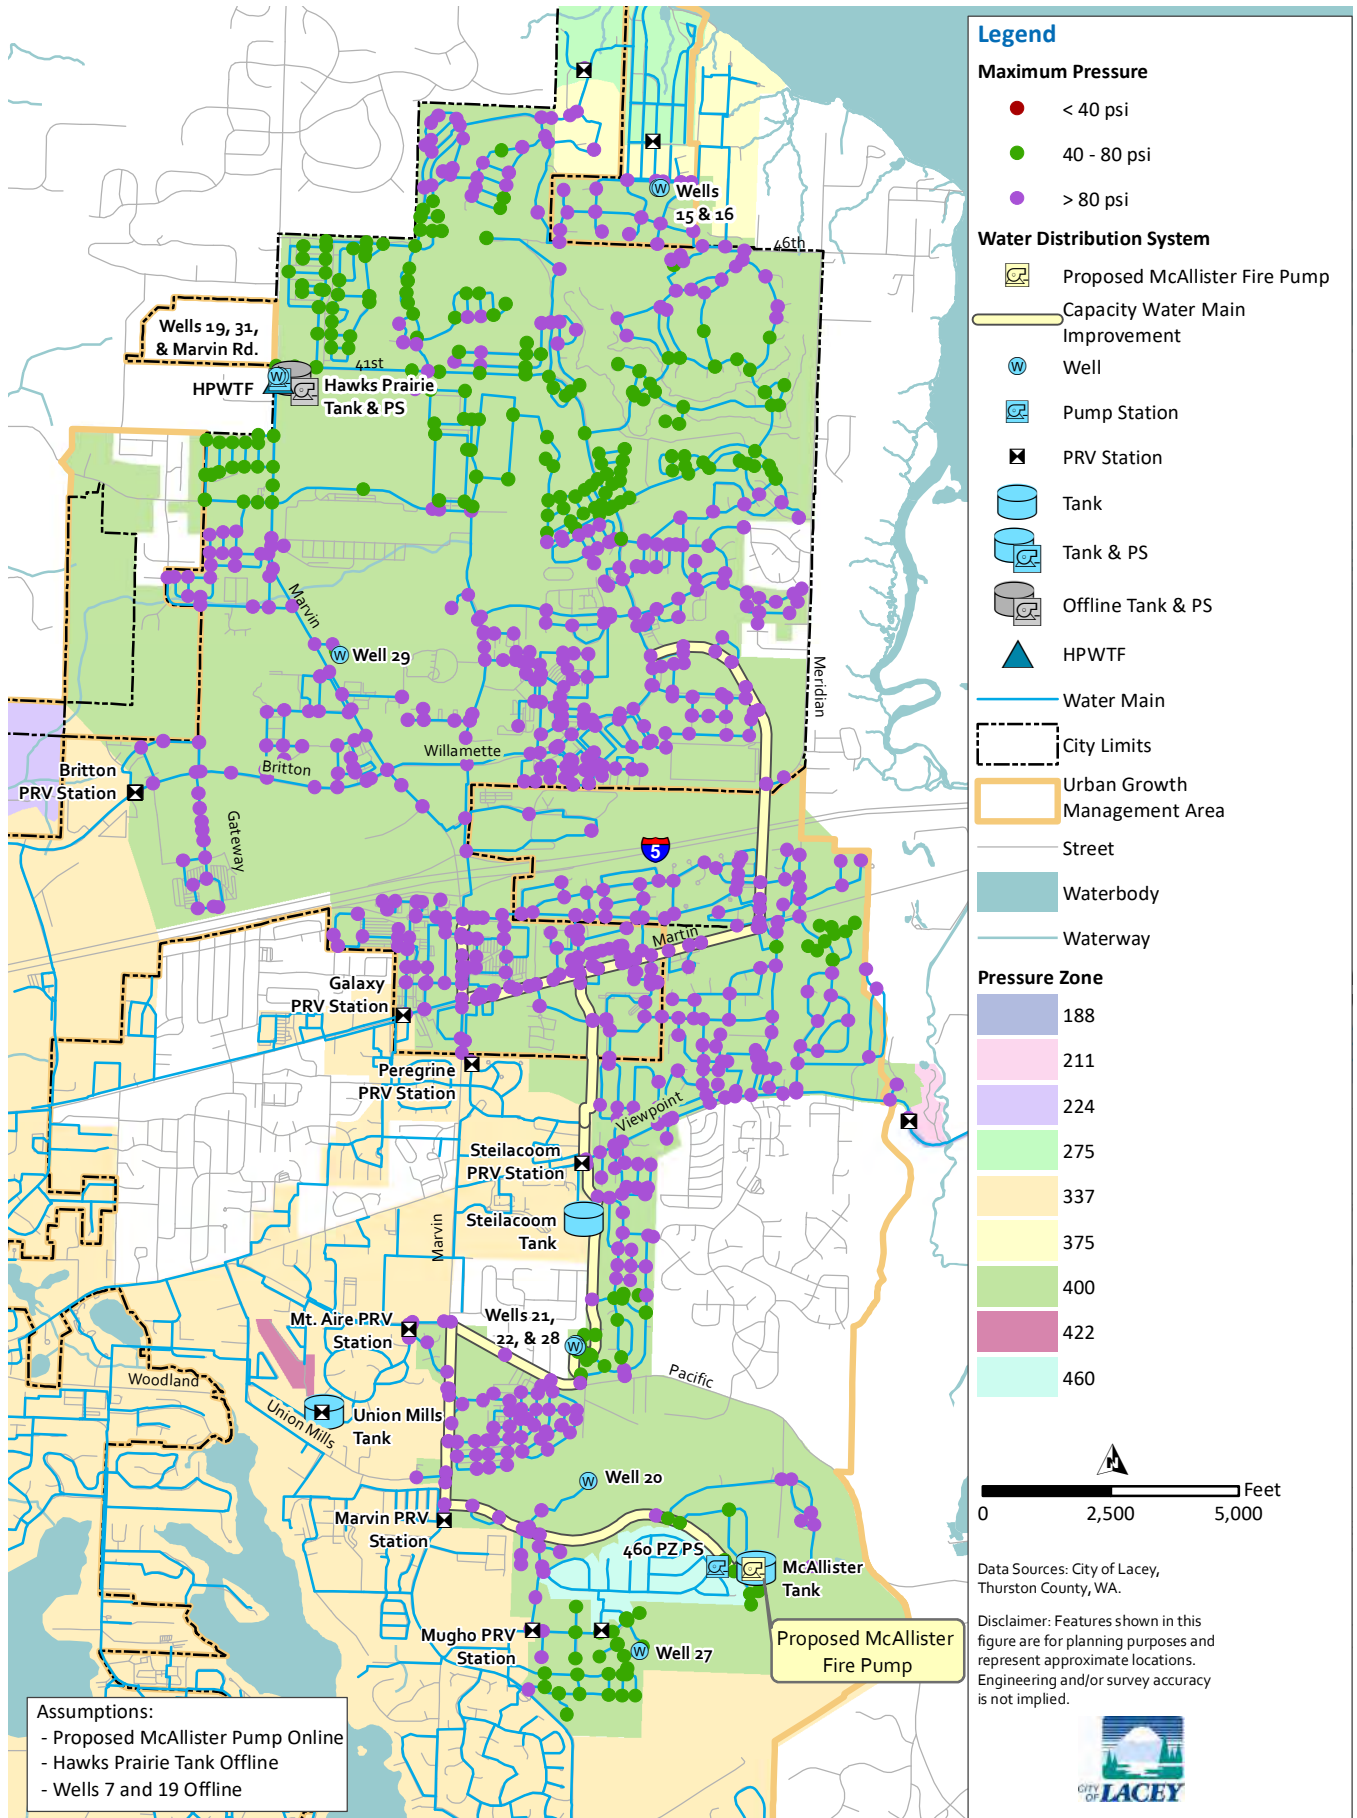 Wells
15 & 16
46th
Wells 19, 31,
& Marvin Rd.
41st
HPWTF
Hawks Prairie
Tank & PS
Marvin
Well 29
Meridian
Willamette
Britton
Britton
PRV Station
Gateway
5
Martin
Galaxy
PRV Station
Peregrine
PRV Station
Viewpoint
Steilacoom
PRV Station
Steilacoom
Tank
Marvin
Wells 21,
22, & 28
Mt. Aire PRV
Station
Pacific
Woodland
Union Mills
Union Mills
Tank
Well 20
Marvin PRV
Station
460 PZ PS
McAllister
Tank
Mugho PRV
Station
Well 27
Proposed McAllister
Fire Pump
Assumptions:
- Proposed McAllister Pump Online
- Hawks Prairie Tank Offline
- Wells 7 and 19 Offline
Legend
Maximum Pressure
< 40 psi
40 - 80 psi
> 80 psi
Water Distribution System
Proposed McAllister Fire Pump
Capacity Water Main
Improvement
W Well
Pump Station
PRV Station
Tank
Tank & PS
Offline Tank & PS
HPWTF
Water Main
City Limits
Urban Growth
Management Area
Street
Waterbody
Waterway
Pressure Zone
188
211
224
275
337
375
400
422
460
N
0 2,500 5,000 Feet
Data Sources: City of Lacey,
Thurston County, WA.
Disclaimer: Features shown in this
figure are for planning purposes and
represent approximate locations.
Engineering and/or survey accuracy
is not implied.
CITY OF LACEY